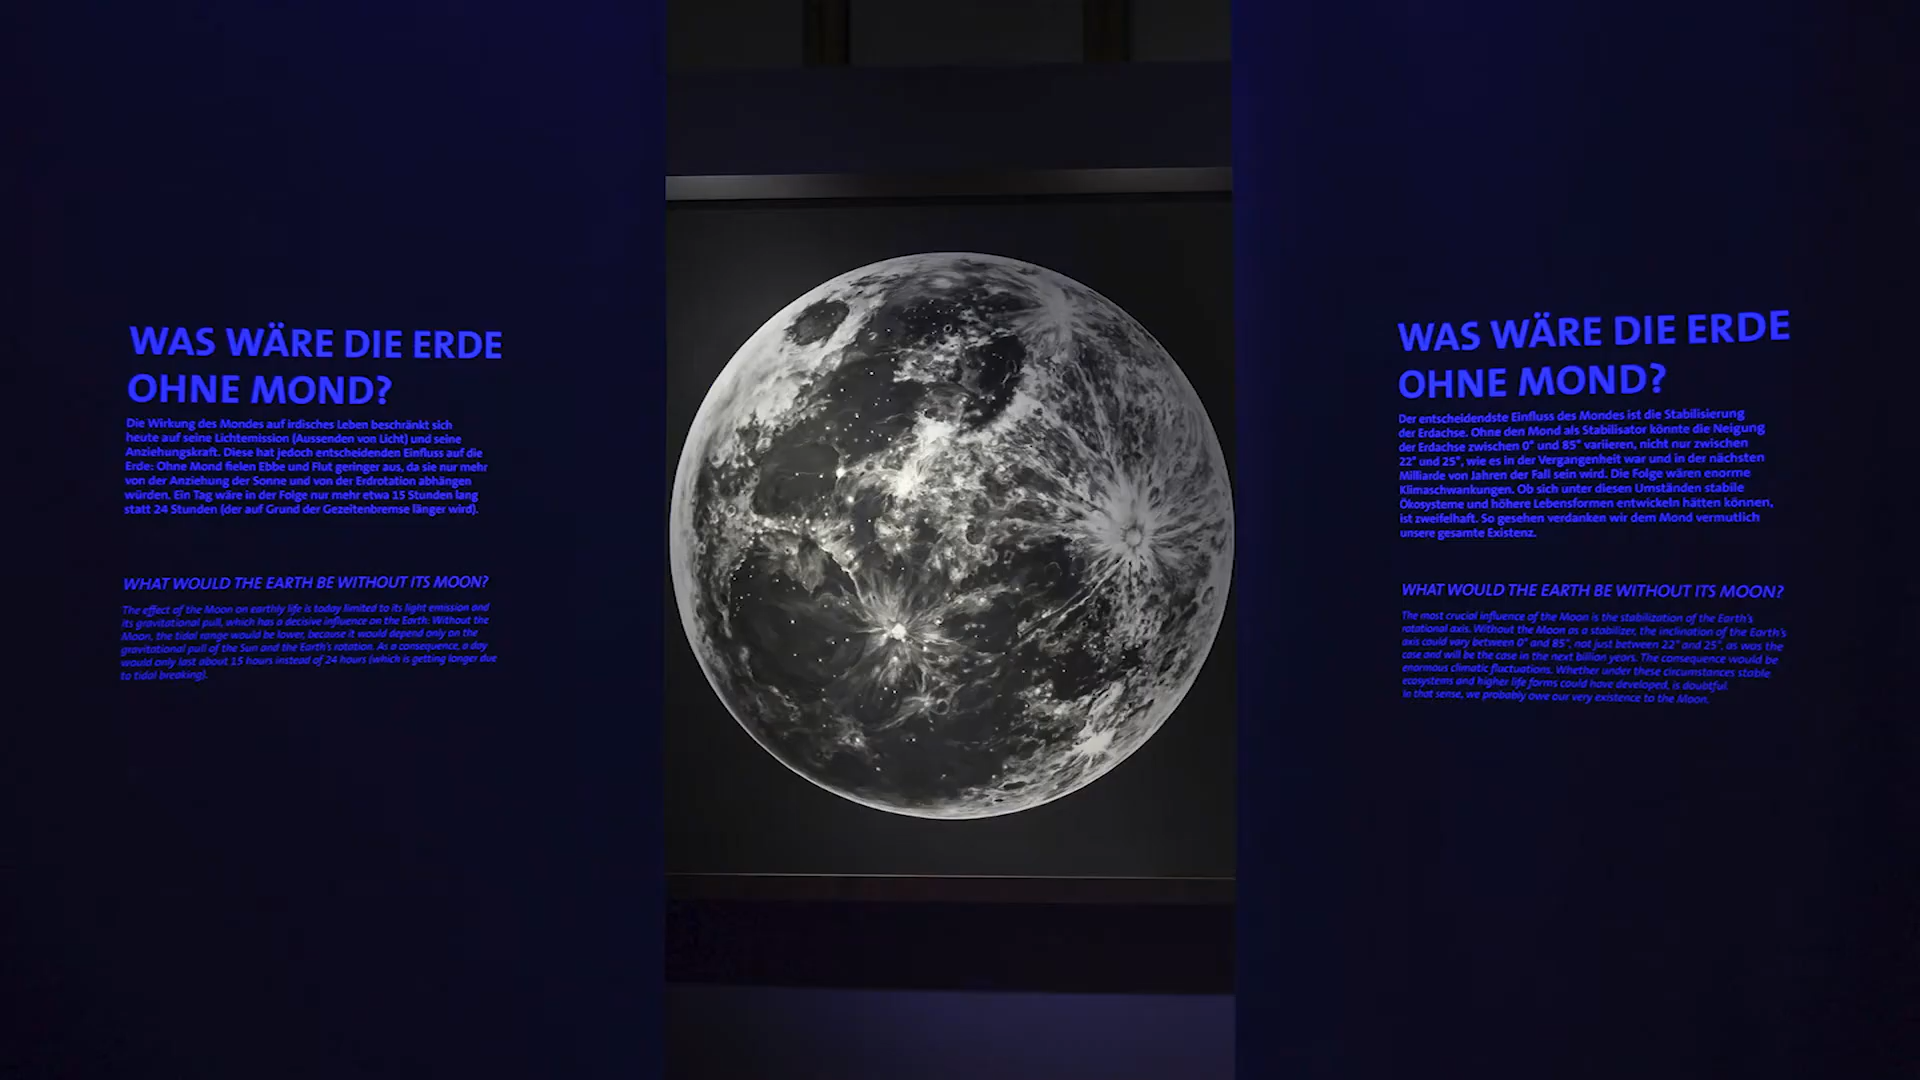 WAS WÄRE DIE ERDE
OHNE MOND?
Die Wirkung des Mondes auf irdisches Leben beschränkt sich
heute auf seine Lichtemission (Aussenden von Licht) und seine
Anziehungskraft. Diese hat jedoch entscheidenden Einfluss auf die
Erde: Ohne Mond fielen Ebbe und Flut geringer aus, da sie nur mehr
von der Anziehung der Sonne und von der Erdrotation abhängen
würden. Ein Tag wäre in der Folge nur mehr etwa 15 Stunden lang
statt 24 Stunden (der auf Grund der Gezeitenbremse länger wird).
WHAT WOULD THE EARTH BE WITHOUT ITS MOON?
The effect of the Moon on earthly life is today limited to its light emission and
its gravitational pull, which has a decisive influence on the Earth: Without the
Moon, the tidal range would be lower, because it would depend only on the
gravitational pull of the Sun and the Earth's rotation. As a consequence, a day
would only last about 15 hours instead of 24 hours (which is getting longer due
to tidal breaking).
WAS WÄRE DIE ERDE
OHNE MOND?
Der entscheidendste Einfluss des Mondes ist die Stabilisierung
der Erdachse. Ohne den Mond als Stabilisator könnte die Neigung
der Erdachse zwischen 0° und 85° variieren, nicht nur zwischen
22° und 25°, wie es in der Vergangenheit war und in der nächsten
Milliarde von Jahren der Fall sein wird. Die Folge wären enorme
Klimaschwankungen. Ob sich unter diesen Umständen stabile
Ökosysteme und höhere Lebensformen entwickeln hätten können,
ist zweifelhaft. So gesehen verdanken wir dem Mond vermutlich
unsere gesamte Existenz.
WHAT WOULD THE EARTH BE WITHOUT ITS MOON?
The most crucial influence of the Moon is the stabilization of the Earth's
rotational axis. Without the Moon as a stabilizer, the inclination of the Earth's
axis could vary between 0° and 85°, not just between 22° and 25°, as was the
case and will be the case in the next billion years. The consequence would be
enormous climatic fluctuations. Whether under these circumstances stable
ecosystems and higher life forms could have developed, is doubtful.
In that sense, we probably owe our very existence to the Moon.